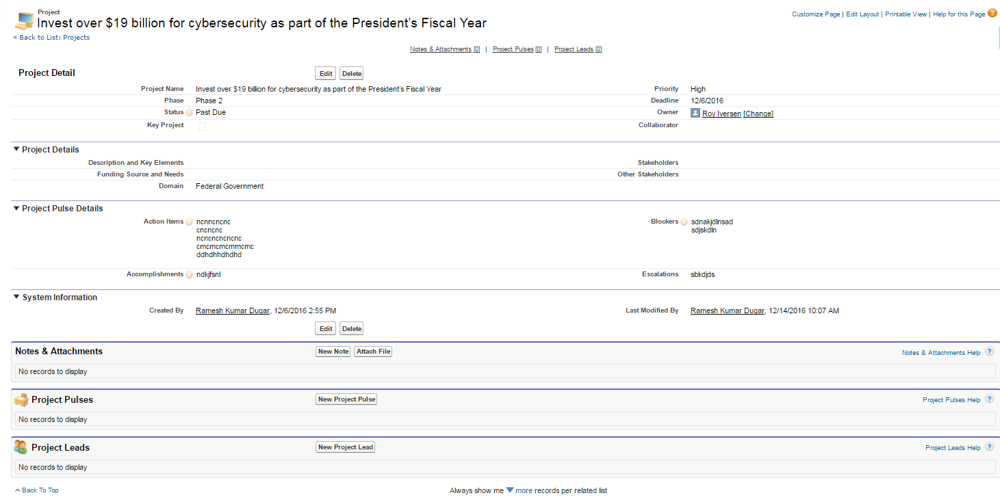 Project
Invest over $19 billion for cybersecurity as part of the President's Fiscal Year
Customize Page | Edit Layout | Printable View | Help for this Page ?
« Back to List: Projects
Notes & Attachments [0] | Project Pulses [0] | Project Leads [0]
Project Detail Edit Delete
Project Name Invest over $19 billion for cybersecurity as part of the President's Fiscal Year Priority High
Phase Phase 2 Deadline 12/6/2016
Status ? Past Due Owner Roy Iversen [Change]
Key Project Collaborator
Project Details
Description and Key Elements Stakeholders
Funding Source and Needs Other Stakeholders
Domain Federal Government
Project Pulse Details
Action Items ? ncnncncnc Blockers ? sdnakjdlnsad
cncncnc sdjskdln
ncncncncncnc
cmcmcmcmmcmc
ddhdhhdhdhd
Accomplishments ? ndkjfsnl Escalations sbkdjds
System Information
Created By Ramesh Kumar Dugar, 12/6/2016 2:55 PM Last Modified By Ramesh Kumar Dugar, 12/14/2016 10:07 AM
Edit Delete
Notes & Attachments New Note Attach File Notes & Attachments Help ?
No records to display
Project Pulses New Project Pulse Project Pulses Help ?
No records to display
Project Leads New Project Lead Project Leads Help ?
No records to display
Back To Top Always show me more records per related list